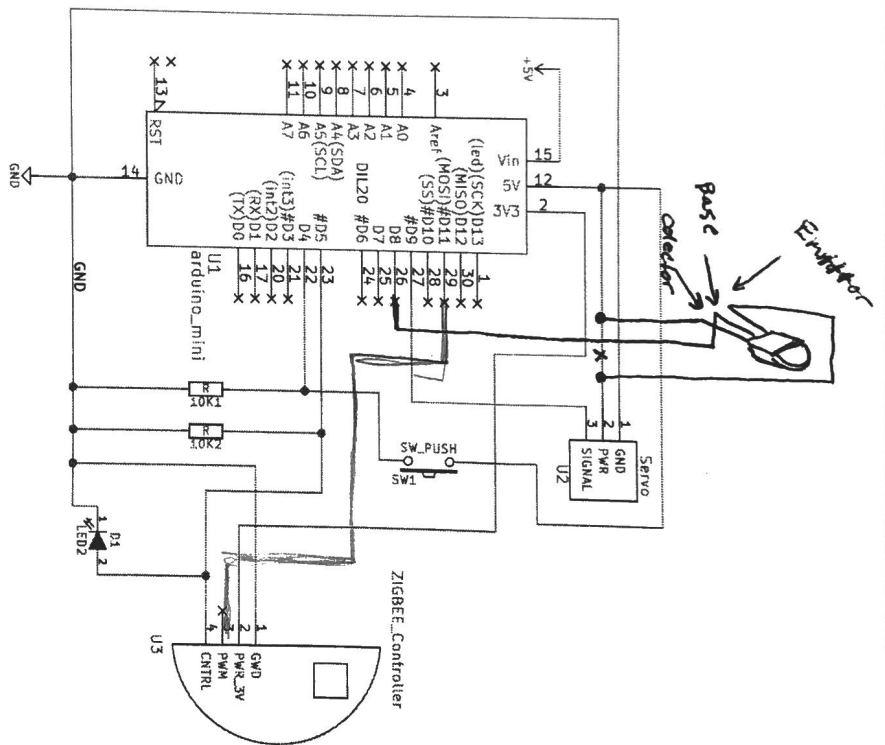 +5V
3 Aref
4 A0
5 A1
6 A2
7 A3
8 A4(SDA)
9 A5(SCL)
10 A6
11 A7
13 RST
14 GND
GND
Vin 15
5V 12
3V3 2
(led)(SCK)D13 1
(MISO)D12 30
(MOSI)#D11 29
(SS)#D10 28
#D9 27
D8 26
D7 25
#D6 24
DIL20
#D5 23
D4 22
(int3)#D3 21
(int2)D2 20
(RX)D1 17
(TX)D0 16
U1
arduino_mini
GND
Base
Colector
Servo
1 GND
2 PWR
3 SIGNAL
U2
R
10K1
R
10K2
SW_PUSH
SW1
1 D1
2 LED2
ZIGBEE_Controller
1 GWD
2 PWR_3V
3 PWM
4 CNTRL
U3